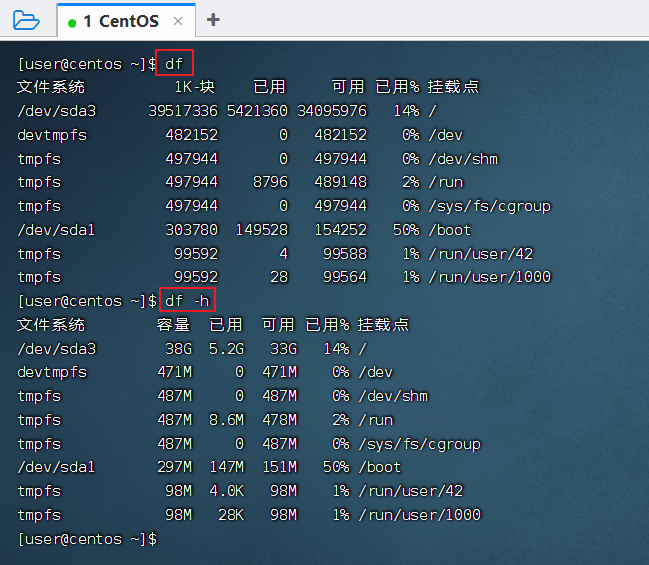 1 CentOS × +
[user@centos ~]$ df
文件系统 1K-块 已用 可用 已用% 挂载点
/dev/sda3 39517336 5421360 34095976 14% /
devtmpfs 482152 0 482152 0% /dev
tmpfs 497944 0 497944 0% /dev/shm
tmpfs 497944 8796 489148 2% /run
tmpfs 497944 0 497944 0% /sys/fs/cgroup
/dev/sda1 303780 149528 154252 50% /boot
tmpfs 99592 4 99588 1% /run/user/42
tmpfs 99592 28 99564 1% /run/user/1000
[user@centos ~]$ df -h
文件系统 容量 已用 可用 已用% 挂载点
/dev/sda3 38G 5.2G 33G 14% /
devtmpfs 471M 0 471M 0% /dev
tmpfs 487M 0 487M 0% /dev/shm
tmpfs 487M 8.6M 478M 2% /run
tmpfs 487M 0 487M 0% /sys/fs/cgroup
/dev/sda1 297M 147M 151M 50% /boot
tmpfs 98M 4.0K 98M 1% /run/user/42
tmpfs 98M 28K 98M 1% /run/user/1000
[user@centos ~]$